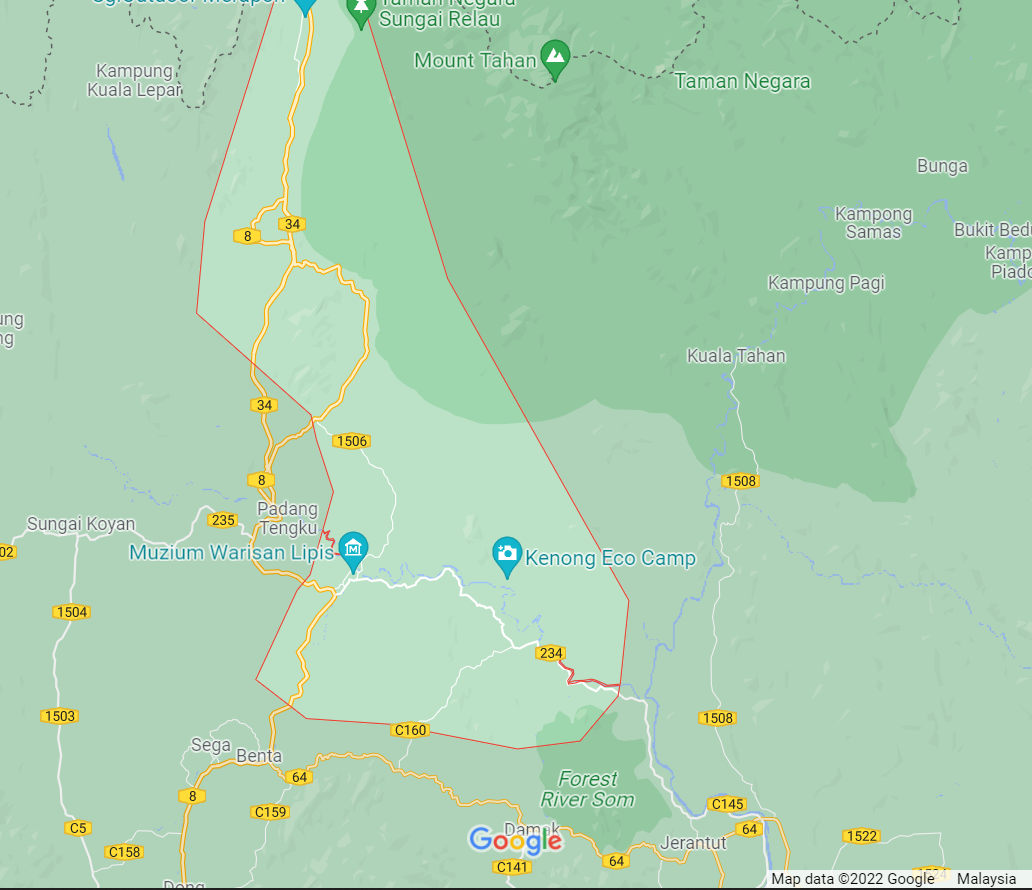 Taman Negara
Sungai Relau
Mount Tahan
Taman Negara
Kampung
Kuala Lepar
Bunga
Kampong
Samas
Bukit Bedu
Kamp
Piado
8
34
Kampung Pagi
ung
ng
Kuala Tahan
34
1506
8
1508
Padang
Tengku
235
Sungai Koyan
02
Muzium Warisan Lipis
Kenong Eco Camp
1504
234
1503
C160
1508
Sega
Benta
64
8
C159
Forest
River Som
C145
64
C5
C158
Damak
Google
Jerantut
1522
C141
64
Map data ©2022 Google
Malaysia